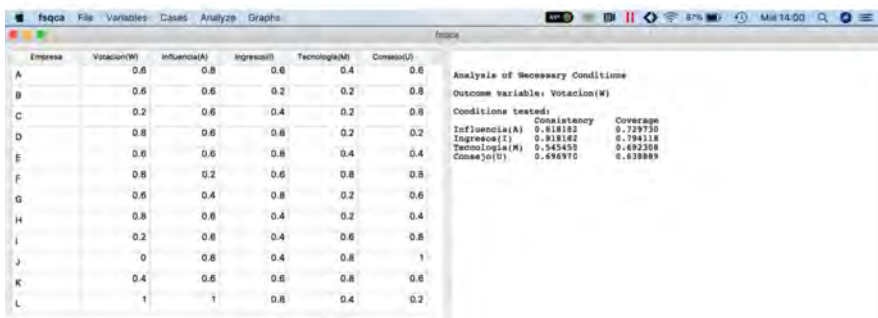 fsqca File Variables Cases Analyze Graphs 87% Mié 14:00
fsqca
Empresa Votacion(W) Influencia(A) Ingresos(I) Tecnología(M) Consejo(U)
A 0.6 0.8 0.6 0.4 0.6
B 0.6 0.6 0.2 0.2 0.8
C 0.2 0.6 0.4 0.2 0.8
D 0.8 0.6 0.8 0.2 0.2
E 0.6 0.6 0.8 0.4 0.4
F 0.8 0.2 0.6 0.8 0.8
G 0.6 0.4 0.8 0.2 0.6
H 0.8 0.6 0.4 0.2 0.4
I 0.2 0.6 0.4 0.6 0.8
J 0 0.6 0.4 0.8 1
K 0.4 0.6 0.6 0.8 0.6
L 1 1 0.8 0.4 0.2
Analysis of Necessary Conditions
Outcome variable: Votacion(W)
Conditions tested:
Consistency Coverage
Influencia(A) 0.818182 0.729730
Ingresos(I) 0.818182 0.794118
Tecnologia(M) 0.545455 0.692308
Consejo(U) 0.696970 0.638889